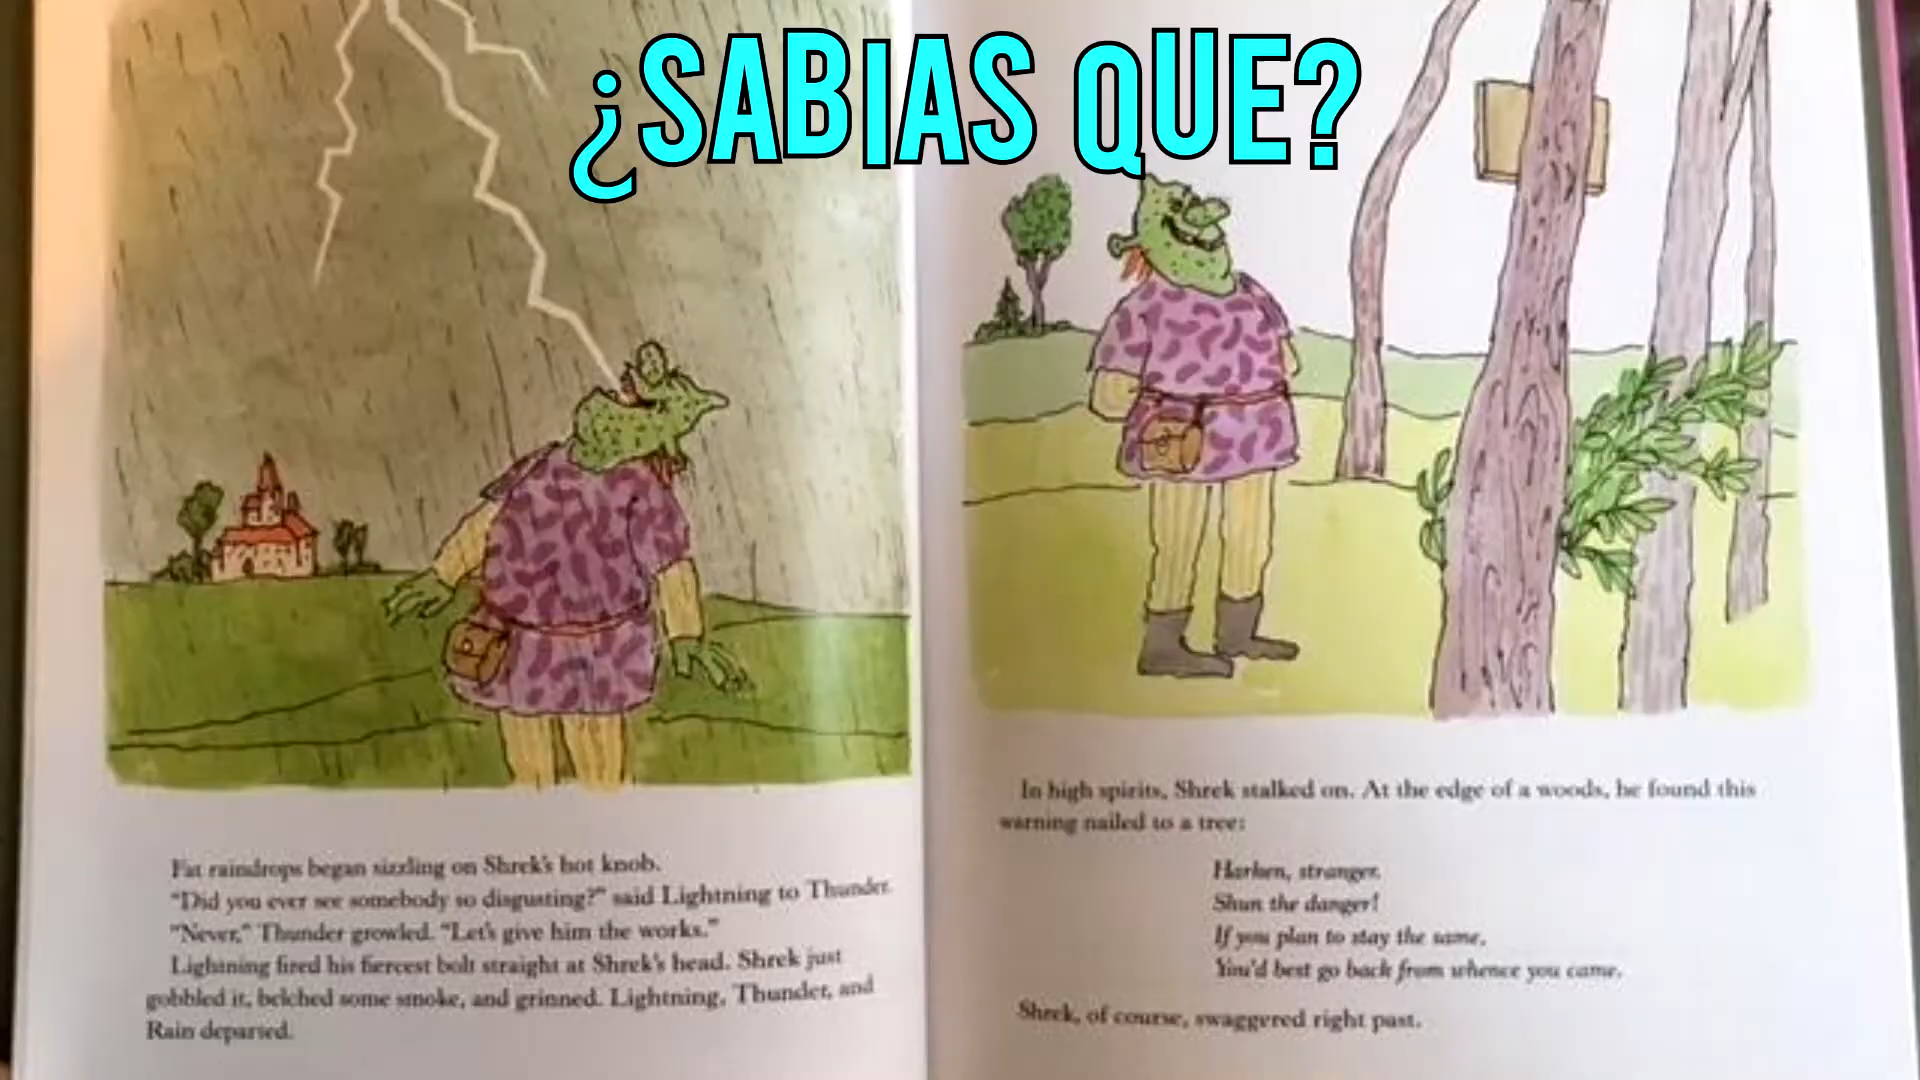 ¿SABIAS QUE?
Fat raindrops began sizzling on Shrek's hot knob.
"Did you ever see somebody so disgusting?" said Lightning to Thunder.
"Never," Thunder growled. "Let's give him the works."
Lightning fired his fiercest bolt straight at Shrek's head. Shrek just
gobbled it, belched some smoke, and grinned. Lightning, Thunder, and
Rain departed.
In high spirits, Shrek stalked on. At the edge of a woods, he found this
warning nailed to a tree:
Harken, stranger.
Shun the danger!
If you plan to stay the same,
You'd best go back from whence you came.
Shrek, of course, swaggered right past.